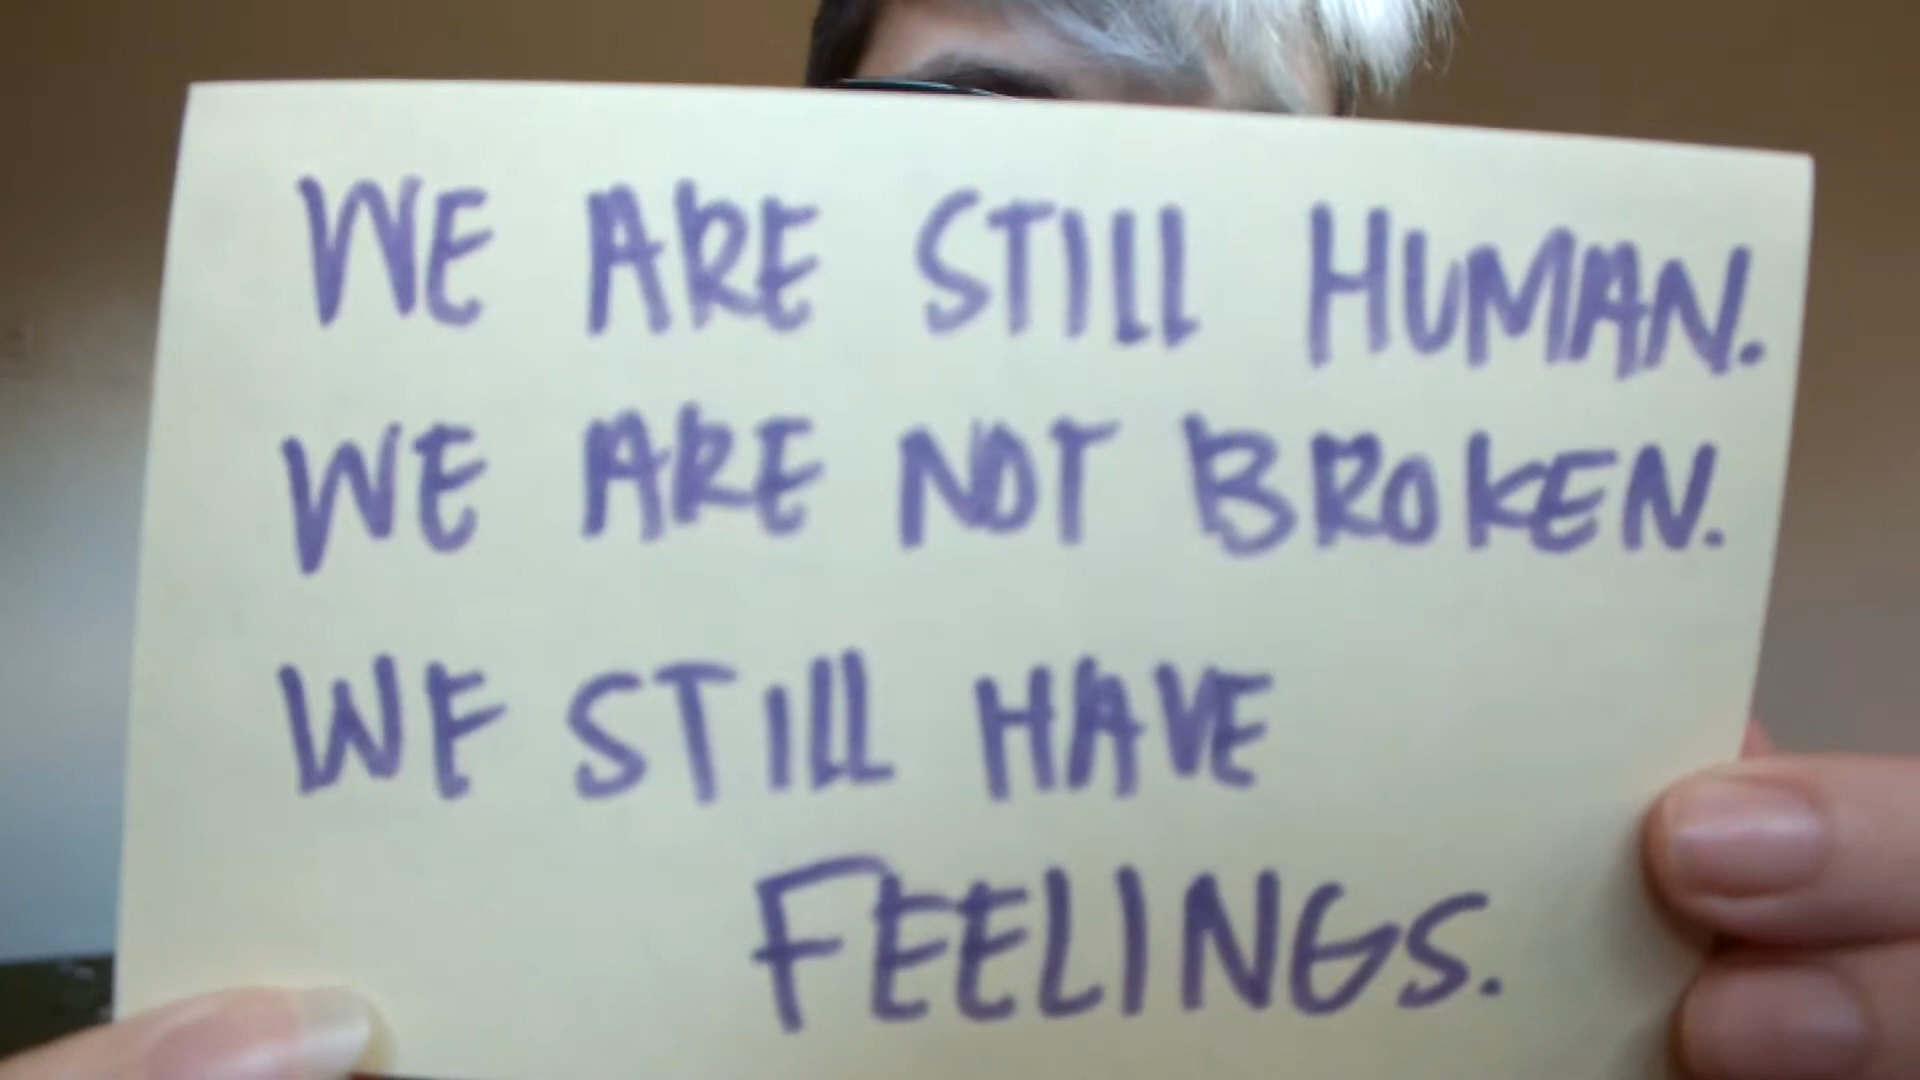 WE ARE STILL HUMAN.
WE ARE NOT BROKEN.
WE STILL HAVE
FEELINGS.